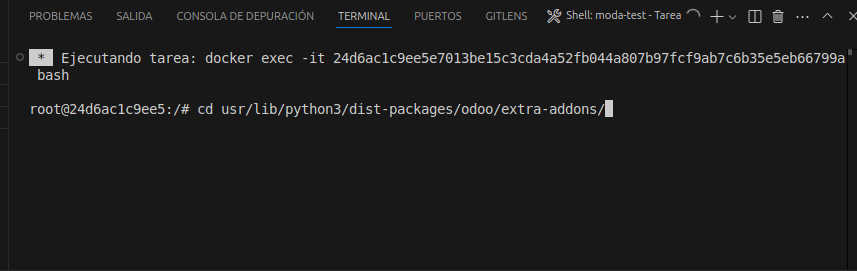 PROBLEMAS SALIDA CONSOLA DE DEPURACIÓN TERMINAL PUERTOS GITLENS Shell: moda-test - Tarea
* Ejecutando tarea: docker exec -it 24d6ac1c9ee5e7013be15c3cda4a52fb044a807b97fcf9ab7c6b35e5eb66799a
bash
root@24d6ac1c9ee5:/# cd usr/lib/python3/dist-packages/odoo/extra-addons/